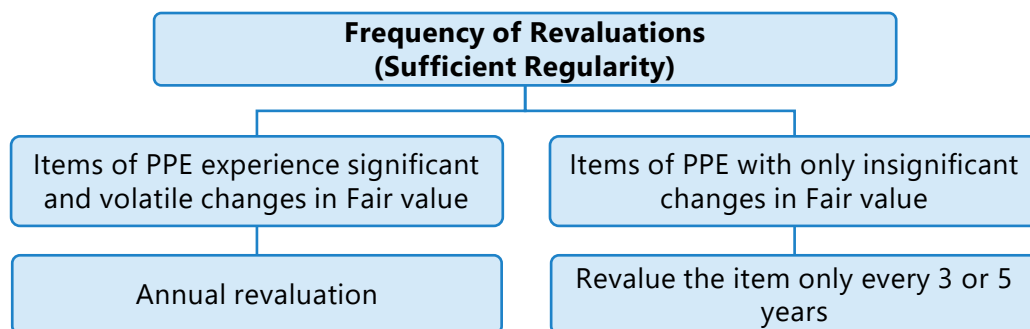 Frequency of Revaluations
(Sufficient Regularity)
Items of PPE experience significant
and volatile changes in Fair value
Items of PPE with only insignificant
changes in Fair value
Annual revaluation
Revalue the item only every 3 or 5
years